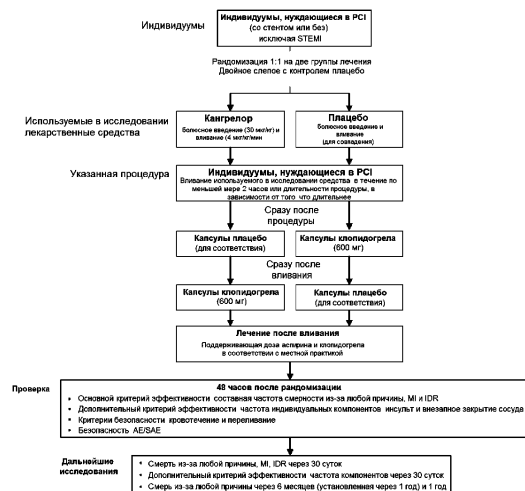 Индивидуумы
Индивидуумы, нуждающиеся в PCI
(со стентом или без)
исключая STEMI
Рандомизация 1:1 на две группы лечения
Двойное слепое с контролем плацебо
Используемые в исследовании
лекарственные средства
Кангрелор
Болюсное введение (30 мкг/кг) и
вливание (4 мкг/кг/мин
Плацебо
Болюсное введение и
вливание
(для совпадения)
Указанная процедура
Индивидуумы, нуждающиеся в PCI
Вливание используемого в исследовании средства в течение по
меньшей мере 2 часов или длительности процедуры, в
зависимости от того что длительнее
Сразу после
процедуры
Капсулы плацебо
(для соответствия)
Капсулы клопидогрела
(600 мг)
Сразу после
вливания
Капсулы клопидогрела
(600 мг)
Капсулы плацебо
(для соответствия)
Лечение после вливания
Поддерживающая доза аспирина и клопидогрела
в соответствии с местной практикой
Проверка
48 часов после рандомизации
• Основной критерий эффективности составная частота смерности из-за любой причины, MI и IDR
• Дополнительный критерий эффективности частота индивидуальных компонентов инсульт и внезапное закрытие сосуда
• Критерии безопасности кровотечение и переливание
• Безопасность AE/SAE
Дальнейшие
исследования
• Смерть из-за любой причины, MI, IDR через 30 суток
• Дополнительный критерий эффективности частота компонентов через 30 суток
• Смерь из-за любой причины через 6 месяцев (установленная через 1 год) и 1 год